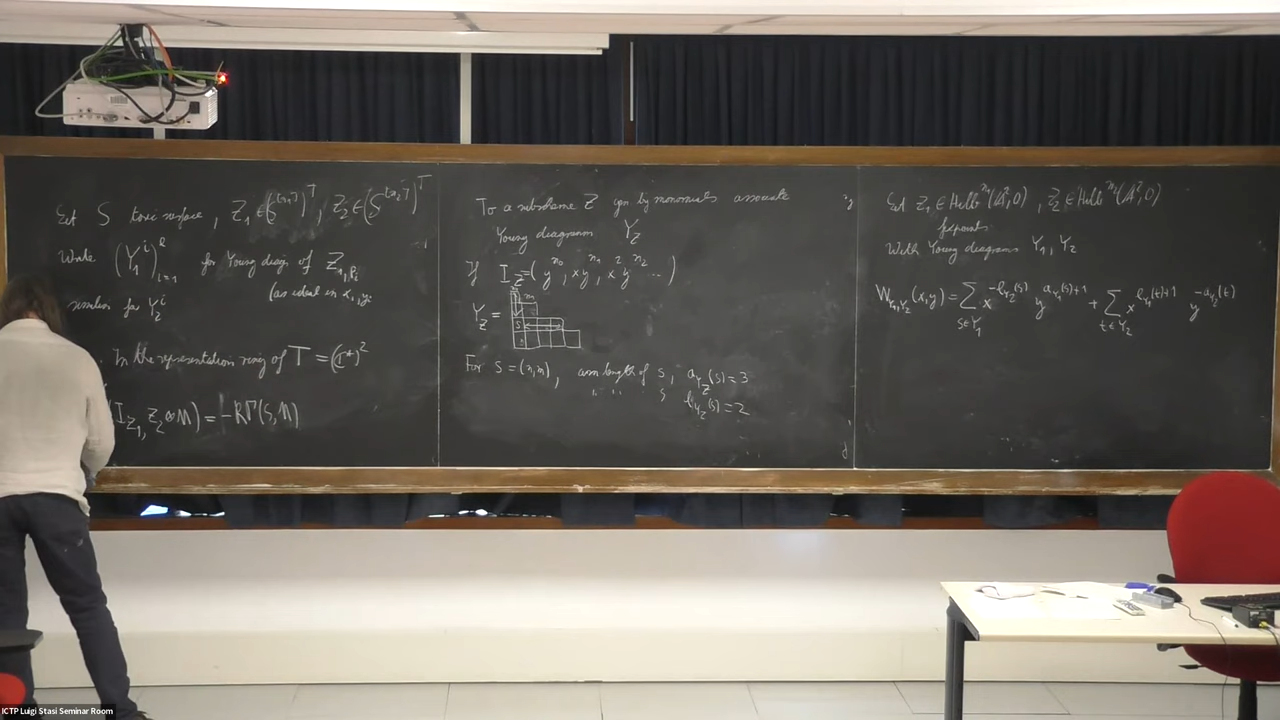 Let S toric surface, Z_1 ∈ (S^{[n_1]})^T, Z_2 ∈ (S^{[n_2]})^T
Write (Y_1^i)_{i=1}^e for Young diag of Z_{1,p_i}
(as ideal in x_i, y_i
similar for Y_2^i
In the representation ring of T = (C^*)^2
I_{Z_1, Z_2 ⊗ M) = -RΓ(S, M)
To a subscheme Z gen by monomials associate
Young diagram Y_Z
If I_Z = (y^{n_0}, xy^{n_1}, x^2 y^{n_2} ...)
Y_Z =
For S = (n,m), arm length of S, a_{Y_Z}(s) = 3
" " S l_{Y_Z}(s) = 2
Let Z_1 ∈ Hilb^{n_1}(A^2, 0), Z_2 ∈ Hilb^{n_2}(A^2, 0)
fixpoints
With Young diagrams Y_1, Y_2
W_{Y_1,Y_2}(x,y) = Σ_{s∈Y_1} x^{-l_{Y_2}(s)} y^{a_{Y_1}(s)+1} + Σ_{t∈Y_2} x^{l_{Y_1}(t)+1} y^{-a_{Y_2}(t)}
ICTP Luigi Stasi Seminar Room